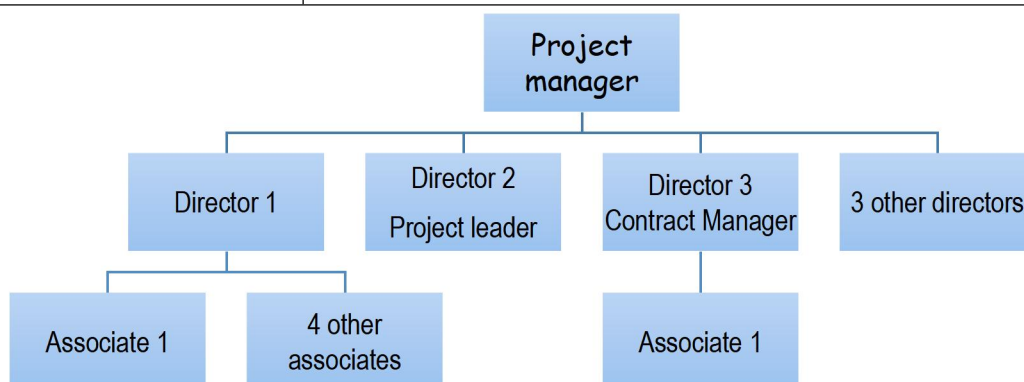 Project
manager
Director 1
Director 2
Project leader
Director 3
Contract Manager
3 other directors
Associate 1
4 other
associates
Associate 1